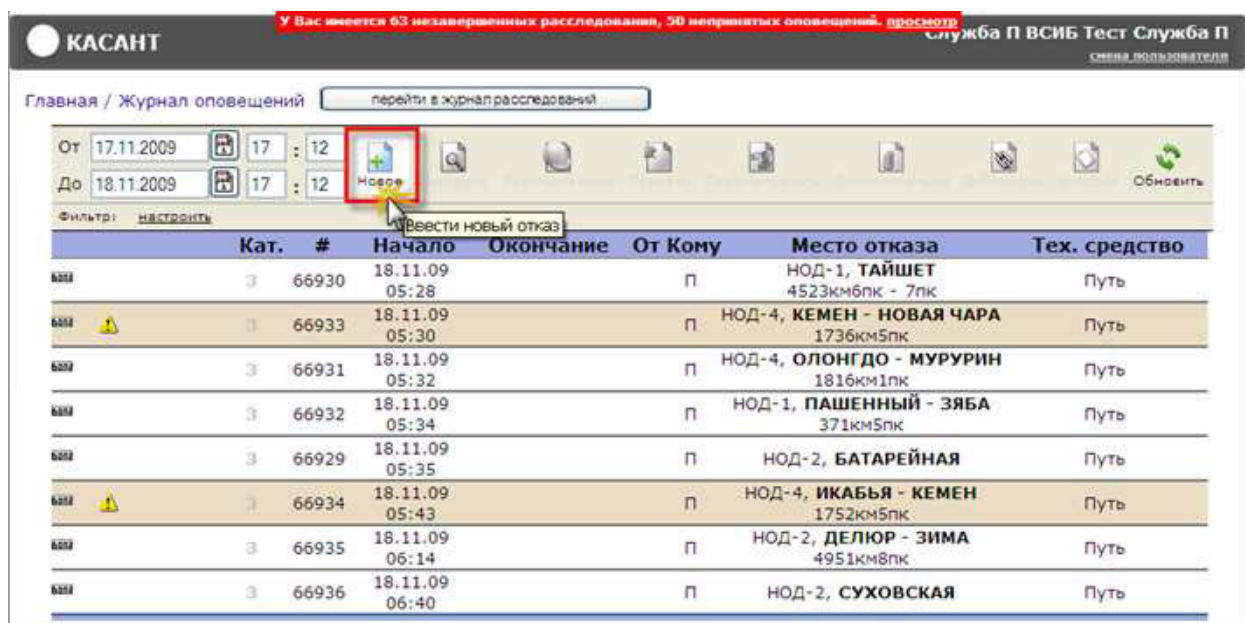 У Вас имеется 63 незавершенных расследования, 50 непринятых оповещений. просмотр
КАСАНТ
Служба П ВСИБ Тест Служба П
смена пользователя
Главная / Журнал оповещений перейти в журнал расследований
От 17.11.2009 17 : 12
До 18.11.2009 17 : 12 Новое Обновить
Фильтр: настроить
Ввести новый отказ
Кат. # Начало Окончание От Кому Место отказа Тех. средство
3 66930 18.11.09 05:28 П НОД-1, ТАЙШЕТ Путь
4523км6пк - 7пк
3 66933 18.11.09 05:30 П НОД-4, КЕМЕН - НОВАЯ ЧАРА Путь
1736км5пк
3 66931 18.11.09 05:32 П НОД-4, ОЛОНГДО - МУРУРИН Путь
1816км1пк
3 66932 18.11.09 05:34 П НОД-1, ПАШЕННЫЙ - ЗЯБА Путь
371км5пк
3 66929 18.11.09 05:35 П НОД-2, БАТАРЕЙНАЯ Путь
3 66934 18.11.09 05:43 П НОД-4, ИКАБЬЯ - КЕМЕН Путь
1752км5пк
3 66935 18.11.09 06:14 П НОД-2, ДЕЛЮР - ЗИМА Путь
4951км8пк
3 66936 18.11.09 06:40 П НОД-2, СУХОВСКАЯ Путь